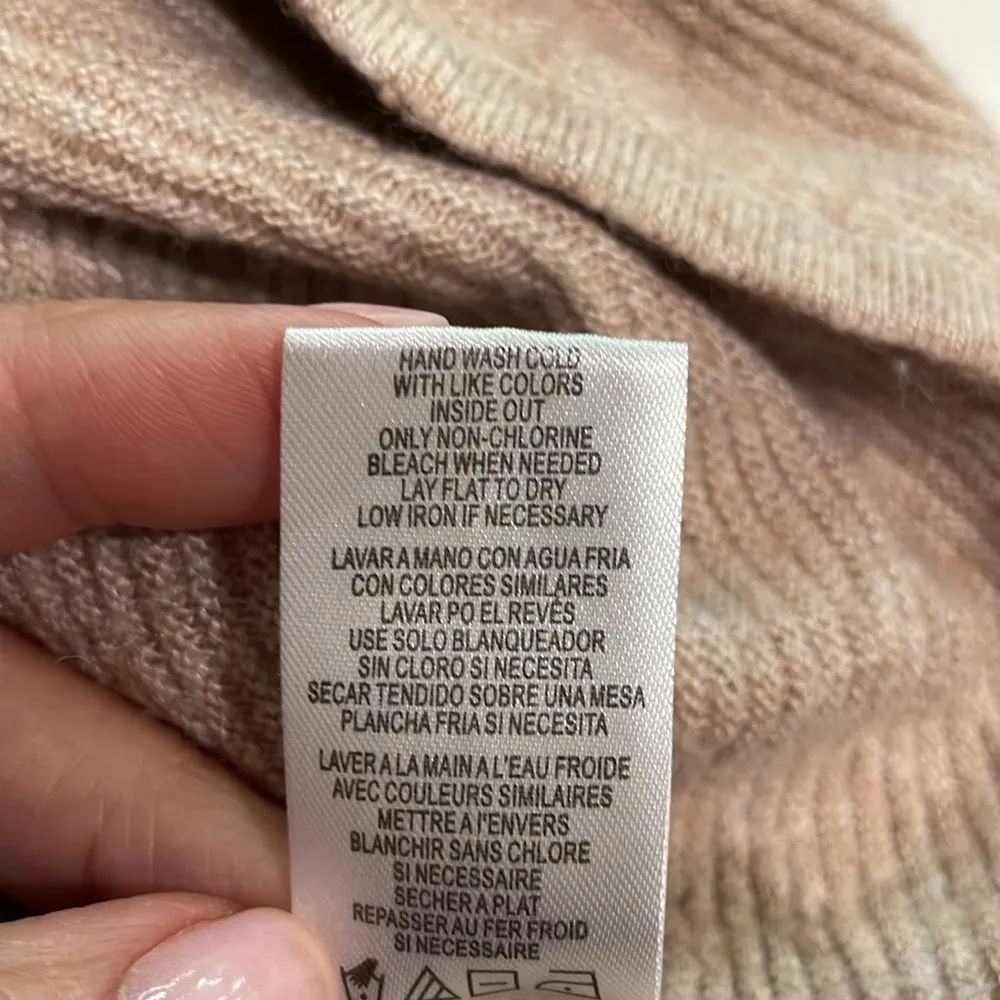 HAND WASH COLD
WITH LIKE COLORS
INSIDE OUT
ONLY NON-CHLORINE
BLEACH WHEN NEEDED
LAY FLAT TO DRY
LOW IRON IF NECESSARY
LAVAR A MANO CON AGUA FRIA
CON COLORES SIMILARES
LAVAR PO EL REVÉS
USE SOLO BLANQUEADOR
SIN CLORO SI NECESITA
SECAR TENDIDO SOBRE UNA MESA
PLANCHA FRIA SI NECESITA
LAVER A LA MAIN A L'EAU FROIDE
AVEC COULEURS SIMILAIRES
METTRE A l'ENVERS
BLANCHIR SANS CHLORE
SI NECESSAIRE
SECHER A PLAT
REPASSER AU FER FROID
SI NECESSAIRE